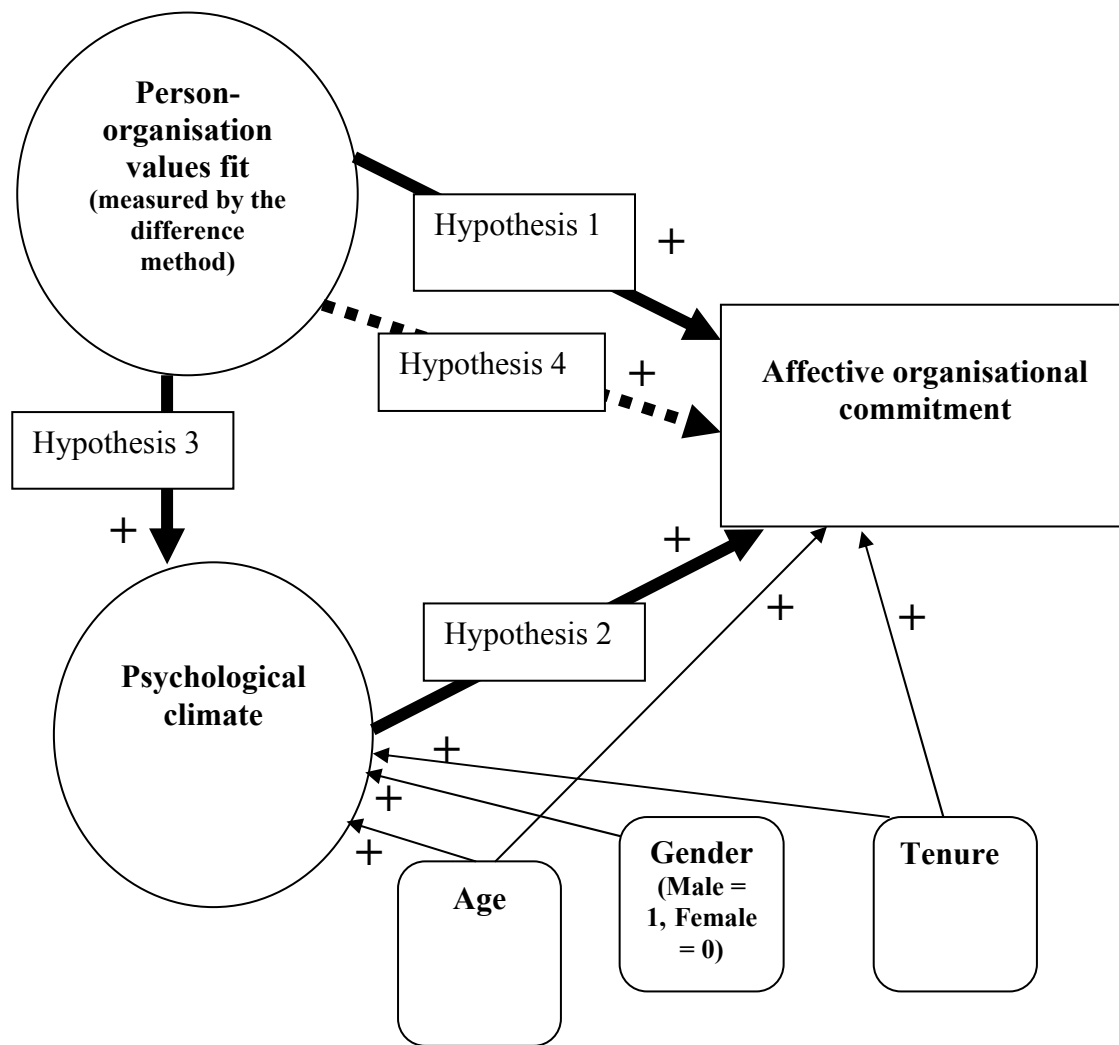 Person-
organisation
values fit
(measured by the
difference
method)
Hypothesis 1
+
Hypothesis 4
+
Affective organisational
commitment
Hypothesis 3
+
+
Hypothesis 2
+
+
Psychological
climate
+
+
+
Age
Gender
(Male =
1, Female
= 0)
Tenure